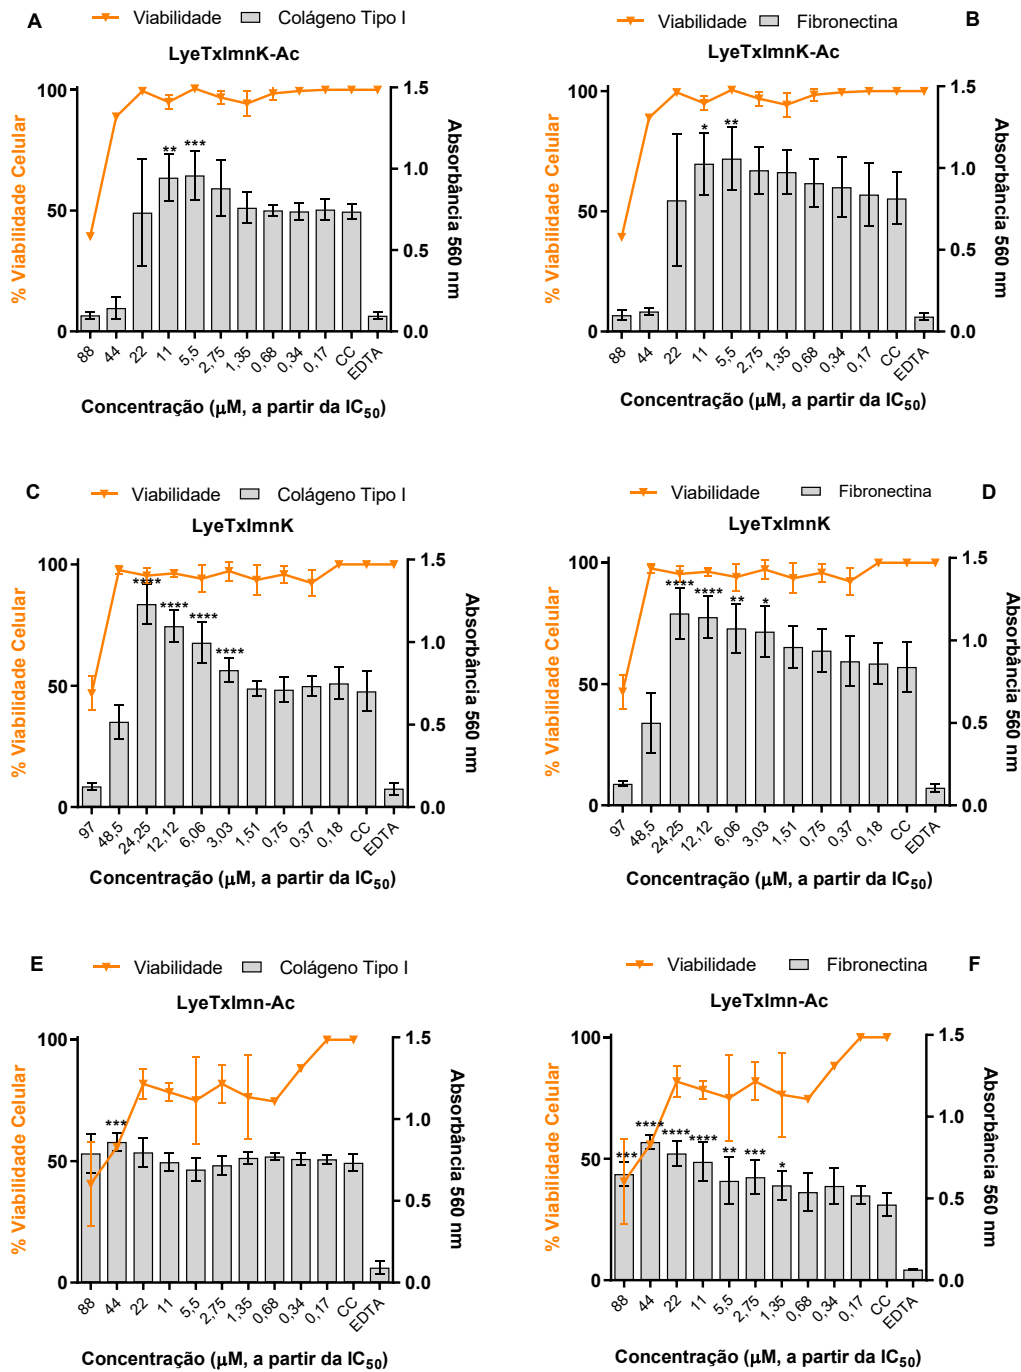 A
Viabilidade Colágeno Tipo I
LyeTxImnK-Ac
% Viabilidade Celular
100
50
0
** ***
1.5
1.0
0.5
0.0
Absorbância 560 nm
88 44 22 11 5,5 2,75 1,35 0,68 0,34 0,17 CC EDTA
Concentração (μM, a partir da IC50)
B
Viabilidade Fibronectina
LyeTxImnK-Ac
% Viabilidade Celular
100
50
0
* **
1.5
1.0
0.5
0.0
Absorbância 560 nm
88 44 22 11 5,5 2,75 1,35 0,68 0,34 0,17 CC EDTA
Concentração (μM, a partir da IC50)
C
Viabilidade Colágeno Tipo I
LyeTxImnK
% Viabilidade Celular
100
50
0
**** **** **** ****
1.5
1.0
0.5
0.0
Absorbância 560 nm
97 48,5 24,25 12,12 6,06 3,03 1,51 0,75 0,37 0,18 CC EDTA
Concentração (μM, a partir da IC50)
D
Viabilidade Fibronectina
LyeTxImnK
% Viabilidade Celular
100
50
0
**** **** ** *
1.5
1.0
0.5
0.0
Absorbância 560 nm
97 48,5 24,25 12,12 6,06 3,03 1,51 0,75 0,37 0,18 CC EDTA
Concentração (μM, a partir da IC50)
E
Viabilidade Colágeno Tipo I
LyeTxImn-Ac
% Viabilidade Celular
100
50
0
***
1.5
1.0
0.5
0.0
Absorbância 560 nm
88 44 22 11 5,5 2,75 1,35 0,68 0,34 0,17 CC EDTA
Concentração (μM, a partir da IC50)
F
Viabilidade Fibronectina
LyeTxImn-Ac
% Viabilidade Celular
100
50
0
*** **** **** **** ** *** *
1.5
1.0
0.5
0.0
Absorbância 560 nm
88 44 22 11 5,5 2,75 1,35 0,68 0,34 0,17 CC EDTA
Concentração (μM, a partir da IC50)